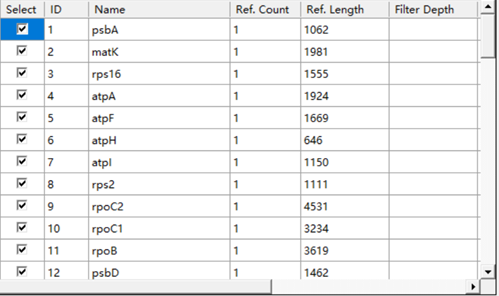 Select ID Name Ref. Count Ref. Length Filter Depth
1 psbA 1 1062
2 matK 1 1981
3 rps16 1 1555
4 atpA 1 1924
5 atpF 1 1669
6 atpH 1 646
7 atpI 1 1150
8 rps2 1 1111
9 rpoC2 1 4531
10 rpoC1 1 3234
11 rpoB 1 3619
12 psbD 1 1462